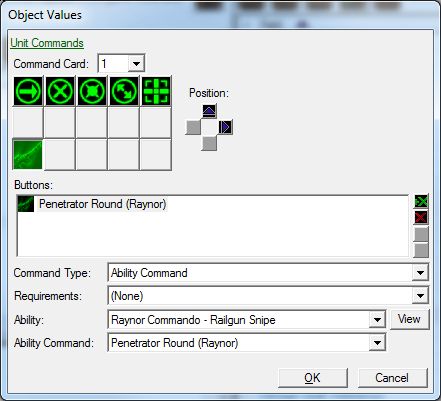 Object Values
Unit Commands
Command Card: 1
Position:
Buttons:
Penetrator Round (Raynor)
Command Type: Ability Command
Requirements: (None)
Ability: Raynor Commando - Railgun Snipe View
Ability Command: Penetrator Round (Raynor)
OK Cancel